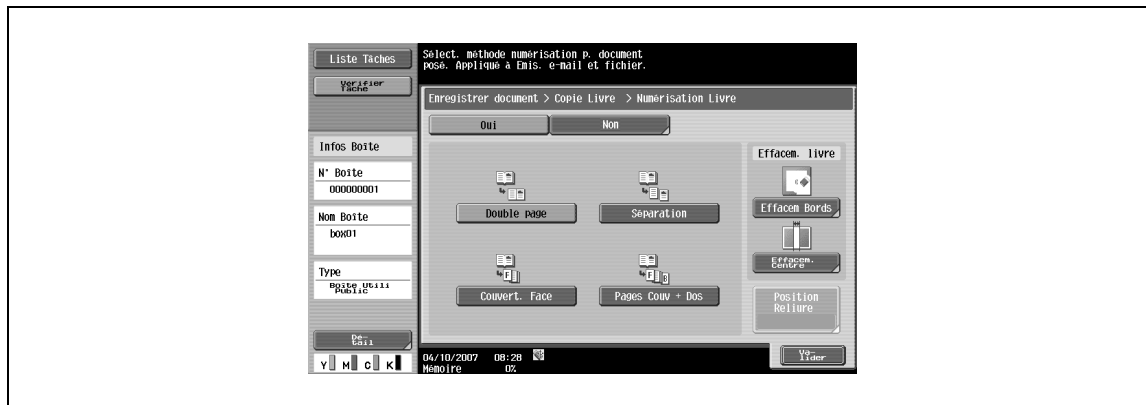 Liste Tâches
Vérifier
Tâche
Sélect. méthode numérisation p. document
posé. Appliqué à Emis. e-mail et fichier.
Enregistrer document > Copie Livre > Numérisation Livre
Oui
Non
Infos Boîte
N° Boîte
000000001
Nom Boîte
box01
Type
Boîte Utili
Public
Dé-
tail
Y M C K
Double page
Séparation
Couvert. Face
Pages Couv + Dos
Effacem. livre
Effacem Bords
Effacem.
Centre
Position
Reliure
04/10/2007 08:28
Mémoire 0%
Va-
lider